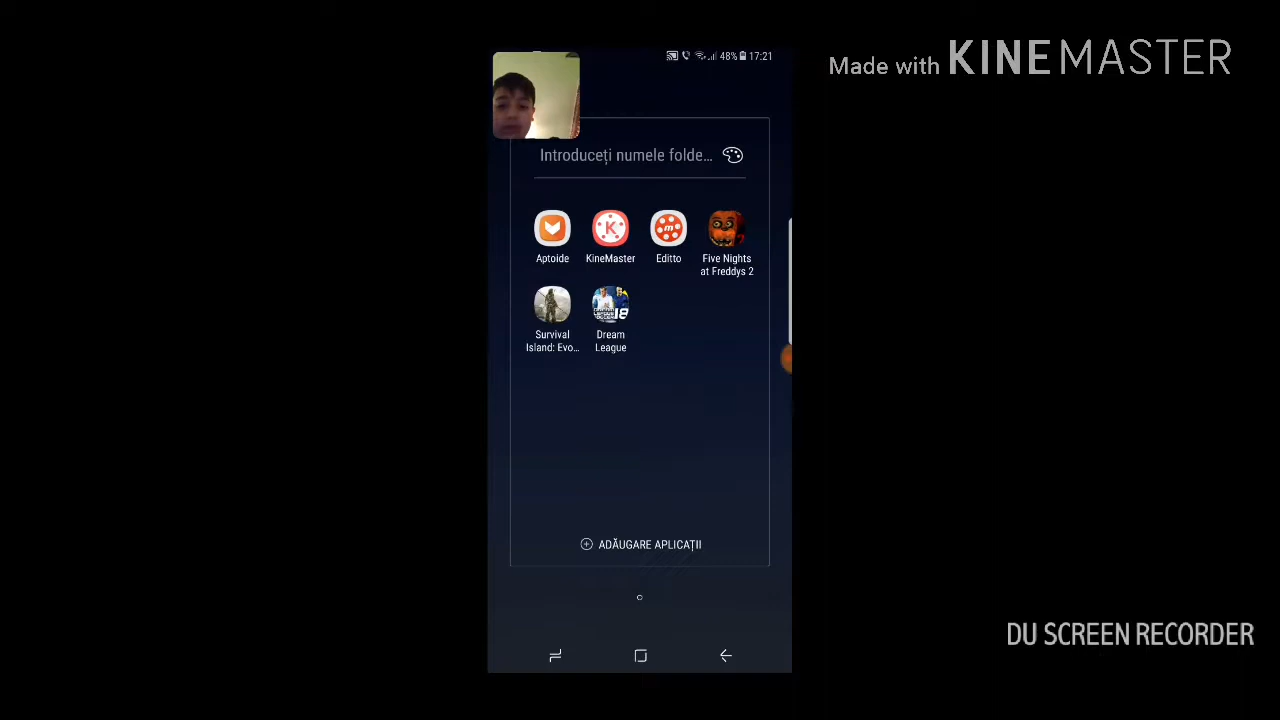 48% 17:21
Made with KINEMASTER
Introduceți numele folde...
Aptoide
KineMaster
Editto
Five Nights
at Freddys 2
Survival
Island: Evo...
Dream
League
18
ADĂUGARE APLICAȚII
DU SCREEN RECORDER